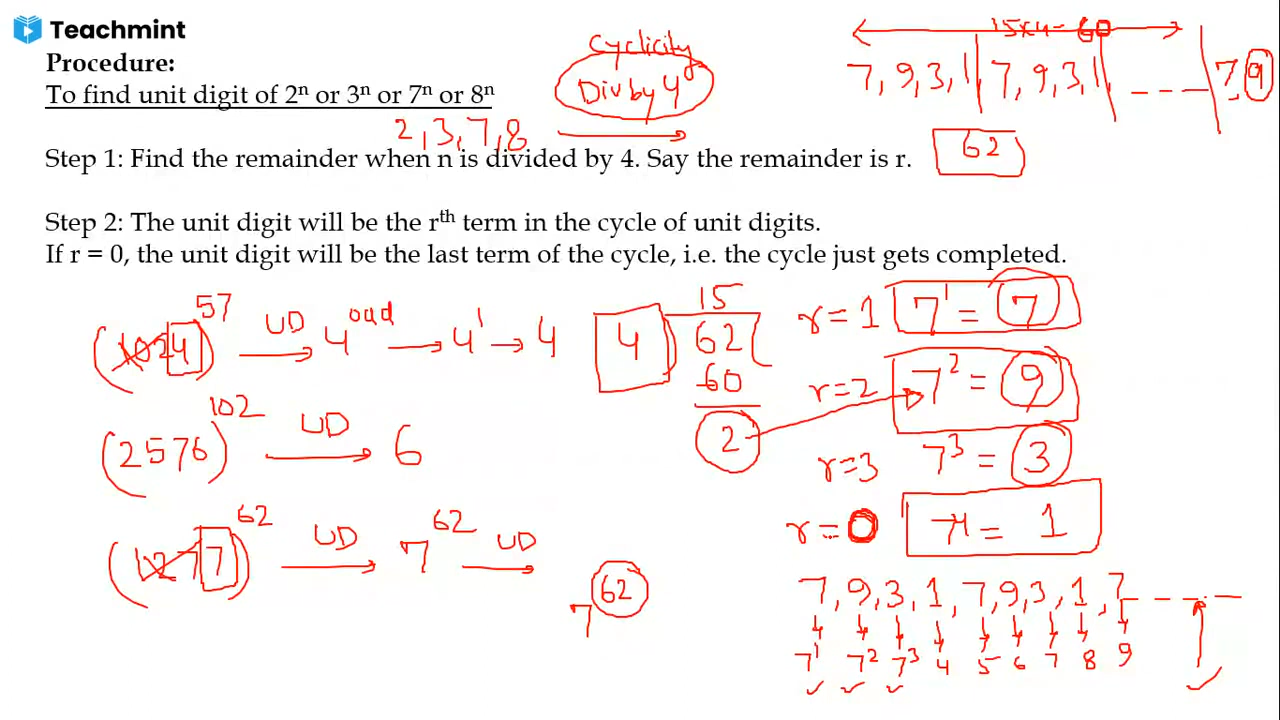 Teachmint
Procedure:
To find unit digit of 2ⁿ or 3ⁿ or 7ⁿ or 8ⁿ
2,3,7,8
Cyclicity
Div by 4
15x4=60
7,9,3,1 | 7,9,3,1 | ---- | 7,9
Step 1: Find the remainder when n is divided by 4. Say the remainder is r.
62
Step 2: The unit digit will be the rᵗʰ term in the cycle of unit digits.
If r = 0, the unit digit will be the last term of the cycle, i.e. the cycle just gets completed.
(1024)⁵⁷ UD → 4ᵒᵈᵈ → 4¹ → 4
(2576)¹⁰² UD → 6
(1277)⁶² UD → 7⁶² UD →
7⁶²
15
4 ) 62 (
60
2
r=1 7¹ = 7
r=2 7² = 9
r=3 7³ = 3
r=0 7⁴ = 1
7,9,3,1,7,9,3,1,7 -----
7¹ 7² 7³ 4 5 6 7 8 9